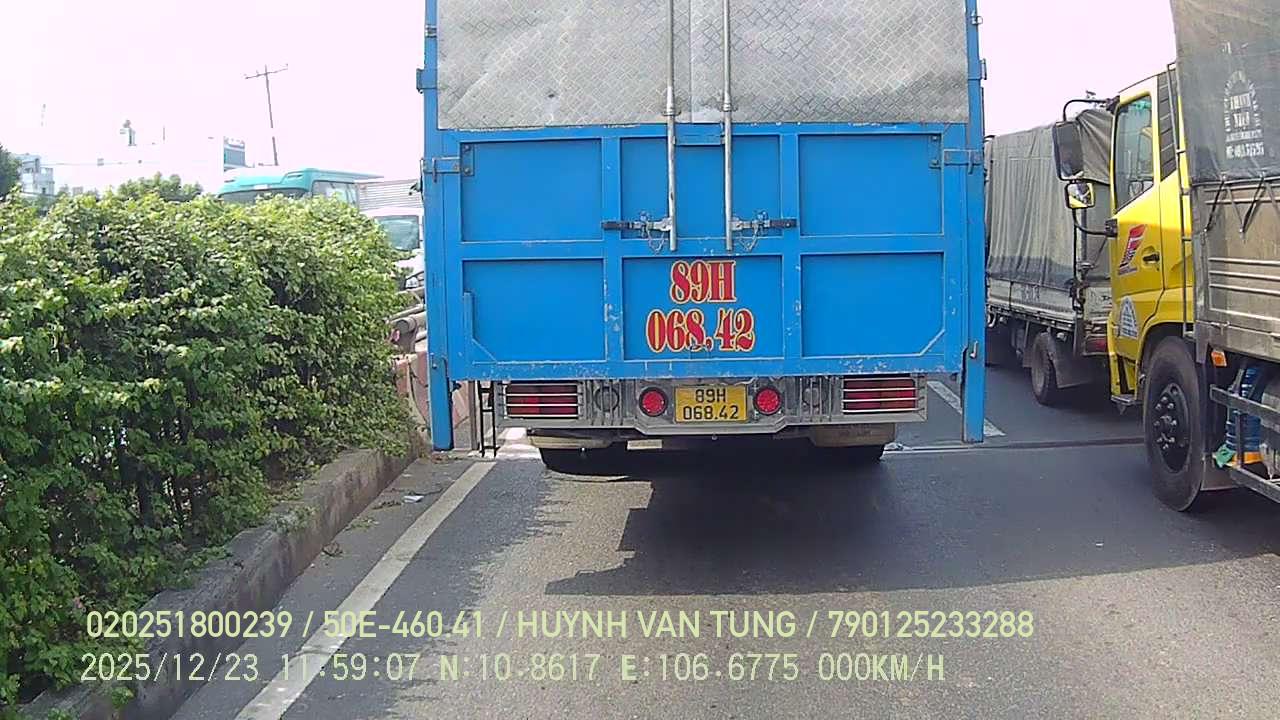 89H
068.42
89H
068.42
020251800239 / 50E-460.41 / HUYNH VAN TUNG / 790125233288
2025/12/23 11:59:07 N:10.8617 E:106.6775 000KM/H